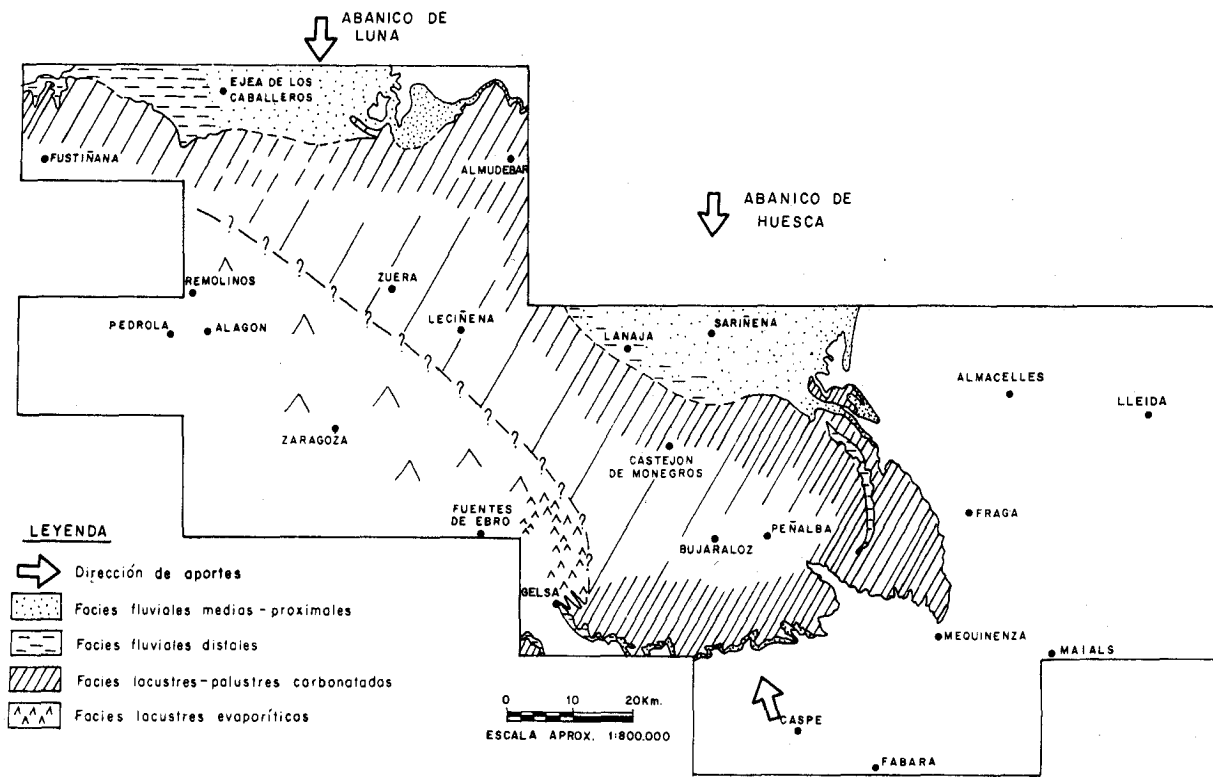 ABANICO DE
LUNA
EJEA DE LOS
CABALLEROS
FUSTIÑANA
ALMUDEBAR
ABANICO DE
HUESCA
?
?
?
ZUERA
REMOLINOS
?
?
LECIÑENA
PEDROLA
ALAGON
?
?
LANAJA
SARIÑENA
?
?
ALMACELLES
LLEIDA
?
?
ZARAGOZA
?
CASTEJON
DE MONEGROS
?
?
FUENTES
DE EBRO
FRAGA
PEÑALBA
BUJARALOZ
?
GELSA
MEQUINENZA
MAIALS
CASPE
FABARA
LEYENDA
Dirección de aportes
Facies fluviales medias-proximales
Facies fluviales distales
Facies lacustres-palustres carbonatadas
Facies lacustres evaporíticas
0 10 20Km.
ESCALA APROX. 1:800.000